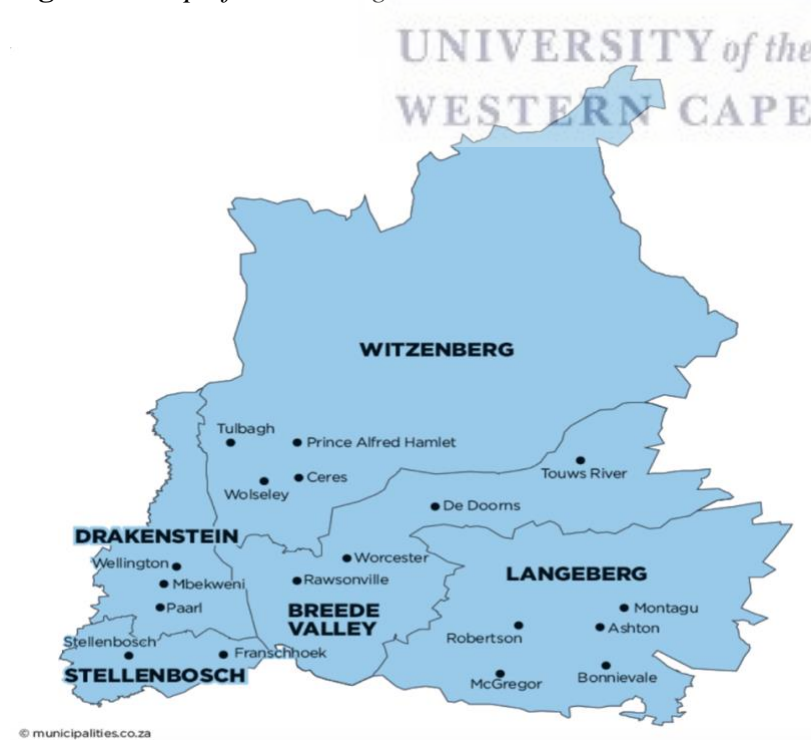 UNIVERSITY of the
WESTERN CAPE
WITZENBERG
Tulbagh
Prince Alfred Hamlet
Ceres
Wolseley
Touws River
De Doorns
DRAKENSTEIN
Wellington
Mbekweni
Paarl
Worcester
Rawsonville
BREEDE
VALLEY
LANGEBERG
Montagu
Ashton
Robertson
McGregor
Bonnievale
Stellenbosch
Franschhoek
STELLENBOSCH
© municipalities.co.za